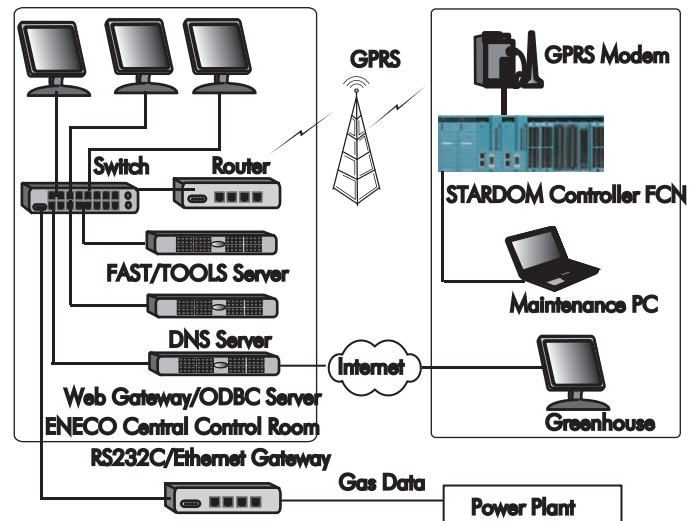 GPRS
GPRS Modem
Switch
Router
STARDOM Controller FCN
FAST/TOOLS Server
Maintenance PC
DNS Server
Internet
Web Gateway/ODBC Server
Greenhouse
ENECO Central Control Room
RS232C/Ethernet Gateway
Gas Data
Power Plant